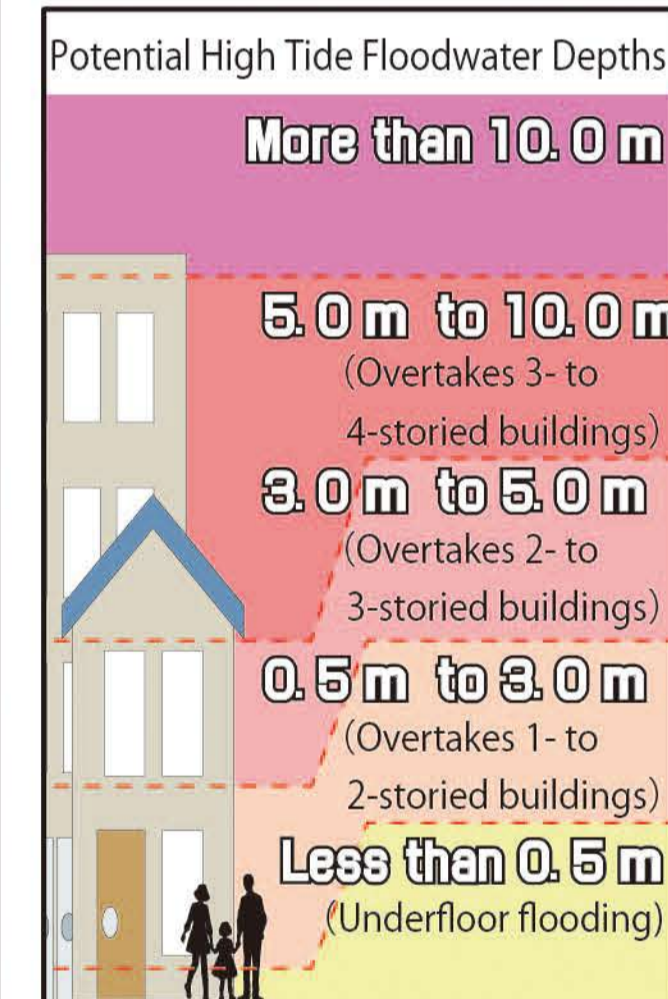 Potential High Tide Floodwater Depths
More than 10.0 m
5.0 m to 10.0 m
(Overtakes 3- to
4-storied buildings)
3.0 m to 5.0 m
(Overtakes 2- to
3-storied buildings)
0.5 m to 3.0 m
(Overtakes 1- to
2-storied buildings)
Less than 0.5 m
(Underfloor flooding)